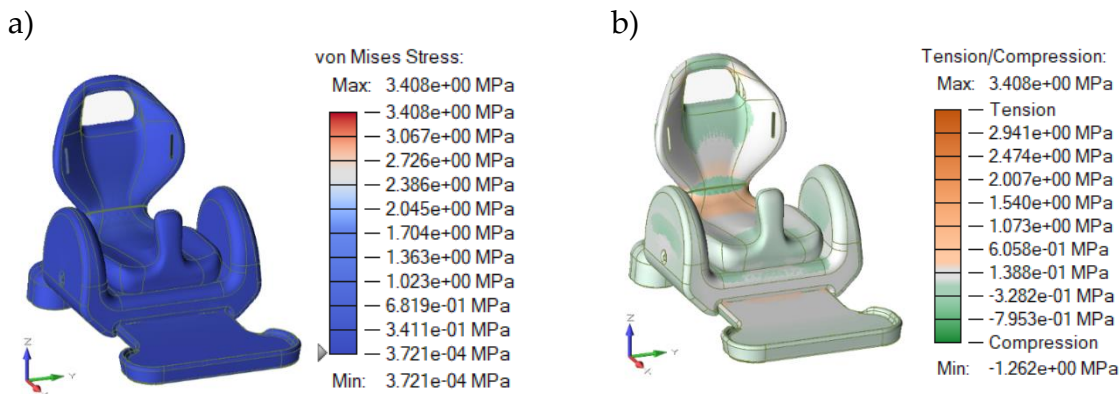 a)
von Mises Stress:
Max: 3.408e+00 MPa
3.408e+00 MPa
3.067e+00 MPa
2.726e+00 MPa
2.386e+00 MPa
2.045e+00 MPa
1.704e+00 MPa
1.363e+00 MPa
1.023e+00 MPa
6.819e-01 MPa
3.411e-01 MPa
3.721e-04 MPa
Min: 3.721e-04 MPa
Z
Y
X
b)
Tension/Compression:
Max: 3.408e+00 MPa
Tension
2.941e+00 MPa
2.474e+00 MPa
2.007e+00 MPa
1.540e+00 MPa
1.073e+00 MPa
6.058e-01 MPa
1.388e-01 MPa
-3.282e-01 MPa
-7.953e-01 MPa
Compression
Min: -1.262e+00 MPa
Z
Y
X